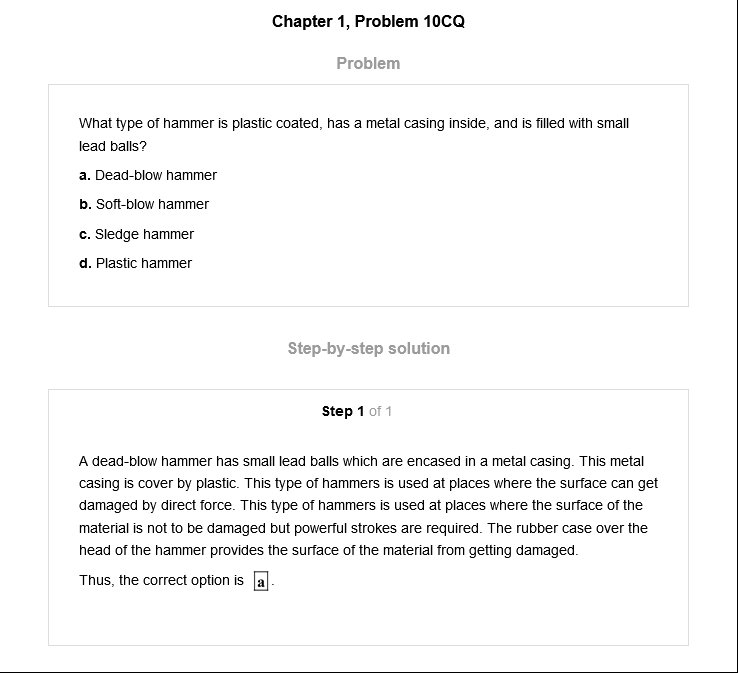 Chapter 1, Problem 10CQ
Problem
What type of hammer is plastic coated, has a metal casing inside, and is filled with small
lead balls?
a. Dead-blow hammer
b. Soft-blow hammer
c. Sledge hammer
d. Plastic hammer
Step-by-step solution
Step 1 of 1
A dead-blow hammer has small lead balls which are encased in a metal casing. This metal
casing is cover by plastic. This type of hammers is used at places where the surface can get
damaged by direct force. This type of hammers is used at places where the surface of the
material is not to be damaged but powerful strokes are required. The rubber case over the
head of the hammer provides the surface of the material from getting damaged.
Thus, the correct option is a.